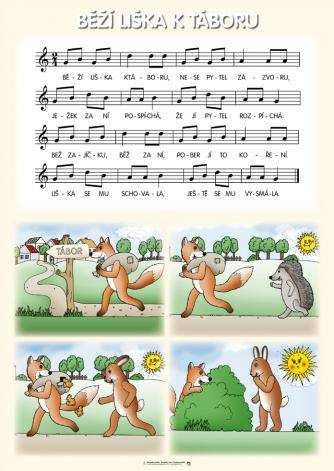 BĚŽÍ LIŠKA K TÁBORU
BĚ - ŽÍ LIŠ - KA KTÁ - BO - RU, NE - SE PY - TEL ZÁ - ZVO - RU,
JE - ŽEK ZA NÍ PO - SPÍ - CHÁ, ŽE JÍ PY - TEL ROZ - PÍ - CHÁ.
BĚŽ ZA - JÍČ - KU, BĚŽ ZA NÍ, PO - BER JÍ TO KO - ŘE - NÍ.
LIŠ - KA SE MU SCHO - VA - LA, JEŠ - TĚ SE MU VY - SMÁ - LA.
TÁBOR